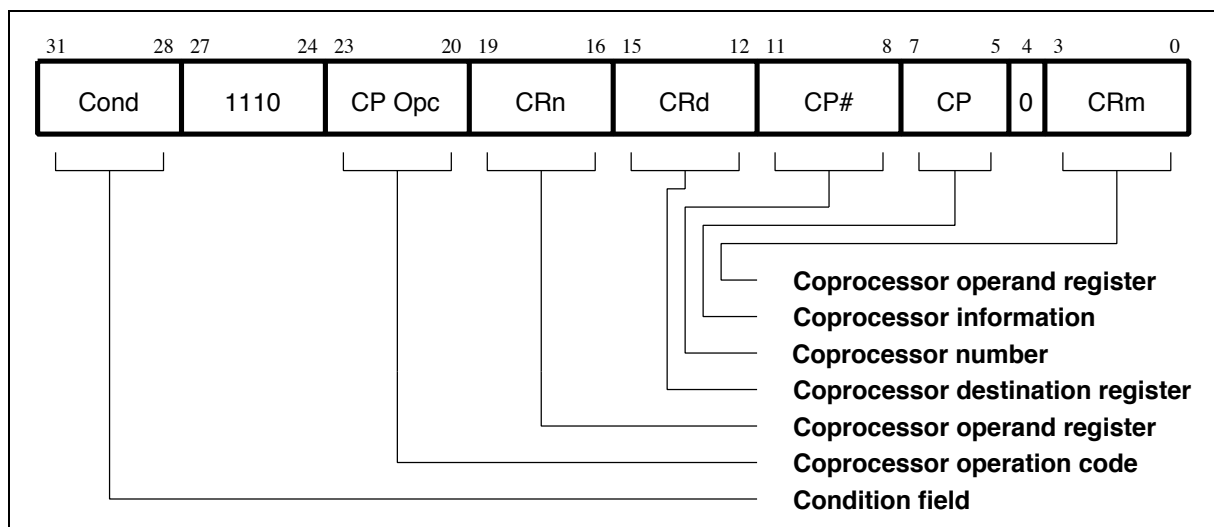 31 28 27 24 23 20 19 16 15 12 11 8 7 5 4 3 0
Cond 1110 CP Opc CRn CRd CP# CP 0 CRm
Coprocessor operand register
Coprocessor information
Coprocessor number
Coprocessor destination register
Coprocessor operand register
Coprocessor operation code
Condition field